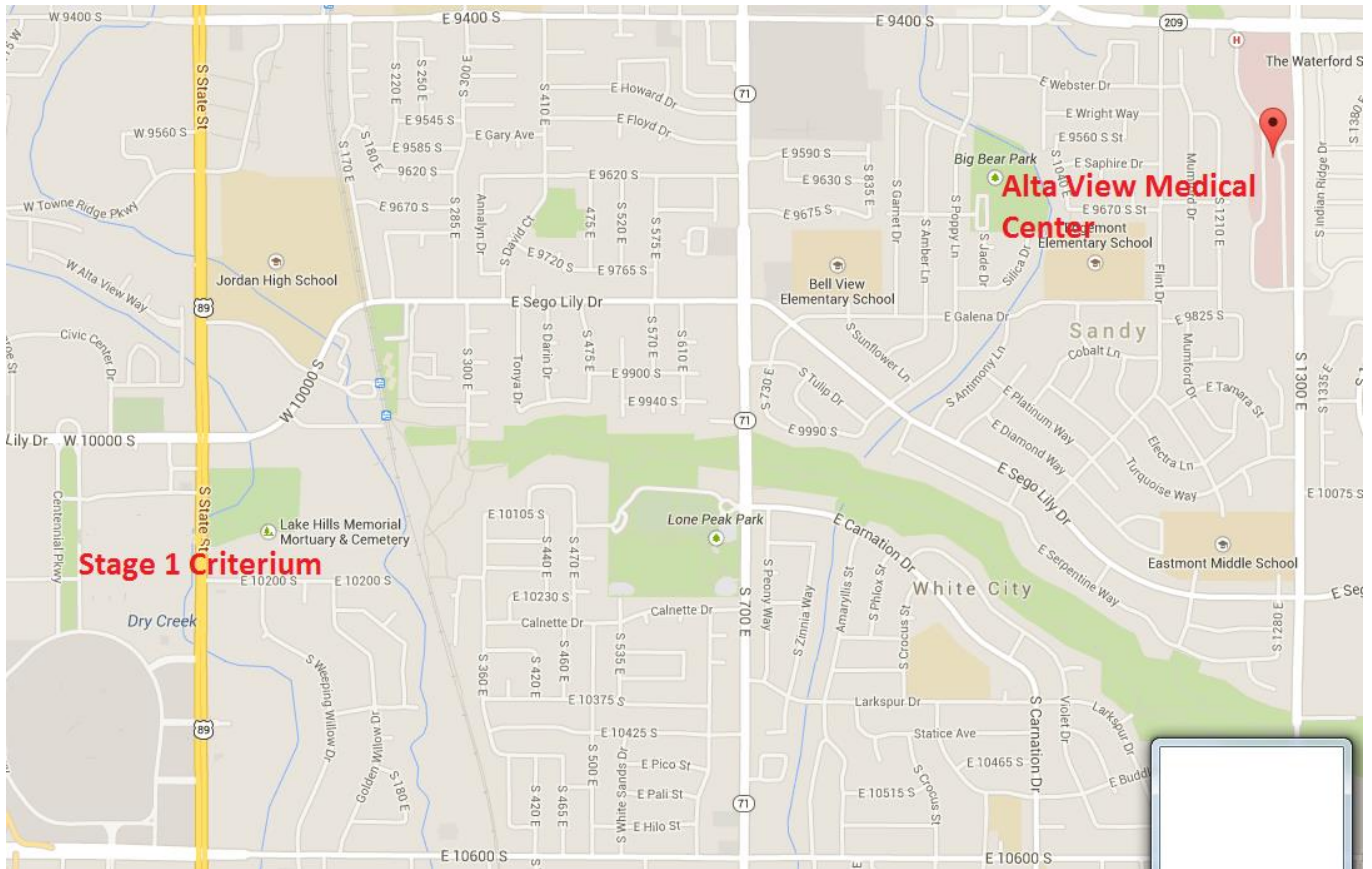 W 9400 S
E 9400 S
E 9400 S
209
H
The Waterford S
S State St
S 220 E
S 250 E
S 300 E
S 410 E
E Howard Dr
E Floyd Dr
71
E Webster Dr
E Wright Way
E 9560 S St
E Saphire Dr
S 1380 E
W 9560 S
S 170 E
S 180 E
E 9545 S
E 9585 S
9620 S
E Gary Ave
E 9620 S
E 9590 S
E 9630 S
S 835 E
Big Bear Park
S 1040 E
Mumford Dr
Alta View Medical
Center
S Indian Ridge Dr
W Towne Ridge Pkwy
E 9670 S
S 285 E
Annalyn Dr
S David Ct
475 E
S 520 E
S 575 E
E 9675 S
S Garnet Dr
S Amber Ln
S Poppy Ln
S Jade Dr
Silica Dr
E 9670 S St
S 1210 E
Elementary School
E 9720 S
E 9765 S
Jordan High School
W Alta View Way
Bell View
Elementary School
Flint Dr
89
E Sego Lily Dr
E Galena Dr
E 9825 S
Sandy
Civic Center Dr
S 300 E
Tonya Dr
S Darin Dr
S 475 E
S 570 E
S 610 E
S Sunflower Ln
Cobalt Ln
Mumford Dr
S 1300 E
S 1335 E
W 10000 S
E 9900 S
E 9940 S
S 730 E
S Tulip Dr
S Antimony Ln
E Platinum Way
E Tamara St
71
E 9990 S
E Diamond Way
Electra Ln
Turquoise Way
Lily Dr
W 10000 S
E Sego Lily Dr
E 10075 S
Centennial Pkwy
S State St
Lake Hills Memorial
Mortuary & Cemetery
E 10105 S
S 440 E
S 470 E
Lone Peak Park
E Carnation Dr
E Serpentine Way
Eastmont Middle School
Stage 1 Criterium
E 10200 S
E 10200 S
E 10230 S
Calnette Dr
Calnette Dr
S 700 E
S Peony Way
S Zinnia Way
Amaryllis St
S Phlox St
S Crocus St
White City
S 1280 E
E Seg
Dry Creek
S Weeping Willow Dr
S 360 E
S 420 E
S 460 E
S 535 E
E 10375 S
Larkspur Dr
S Carnation Dr
Violet Dr
Larkspur Dr
89
Golden Willow Dr
S 180 E
E 10425 S
S 500 E
S White Sands Dr
E Pico St
E Pali St
E Hilo St
Statice Ave
E 10465 S
E Buddl
S 420 E
S 465 E
71
E 10515 S
S Crocus St
E 10600 S
E 10600 S